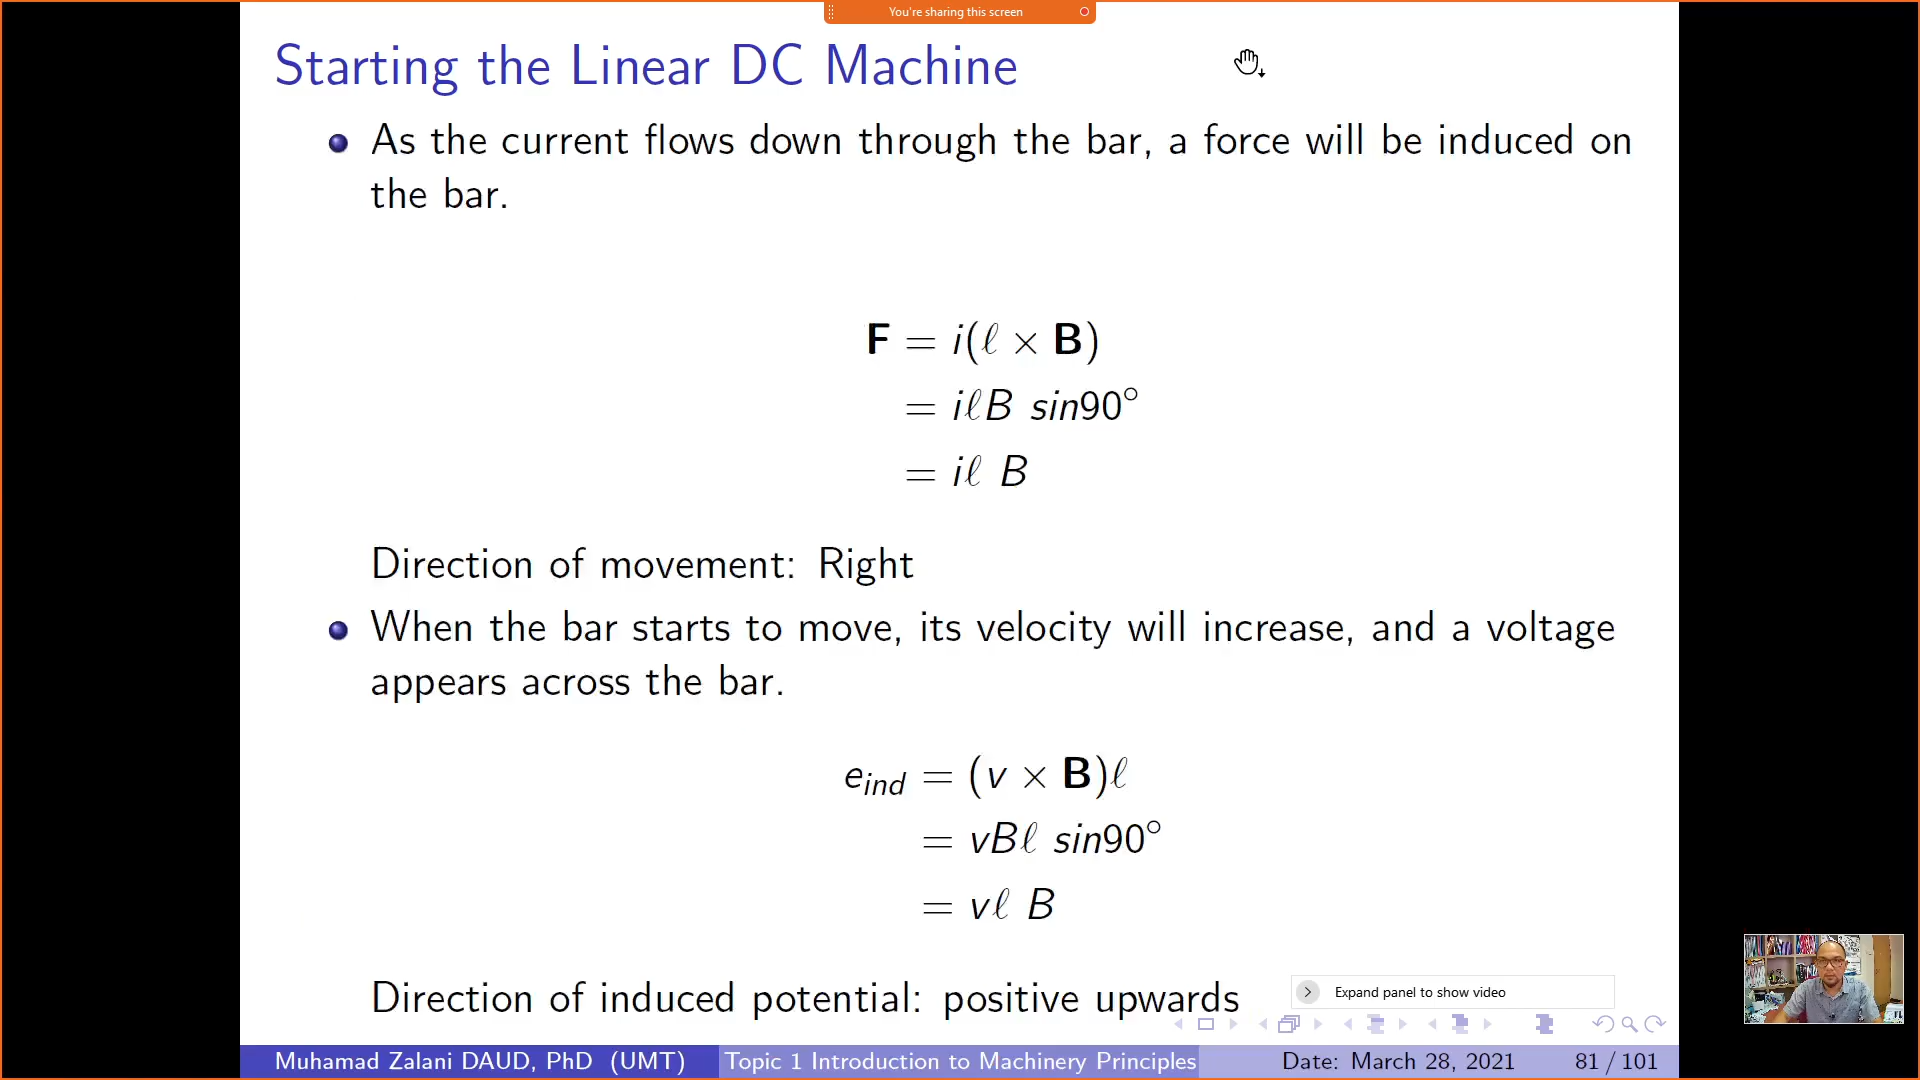 You're sharing this screen
Starting the Linear DC Machine
As the current flows down through the bar, a force will be induced on
the bar.
F = i(ℓ × B)
= iℓB sin90°
= iℓ B
Direction of movement: Right
When the bar starts to move, its velocity will increase, and a voltage
appears across the bar.
e_ind = (v × B)ℓ
= vBℓ sin90°
= vℓ B
Direction of induced potential: positive upwards
Expand panel to show video
Muhamad Zalani DAUD, PhD (UMT) Topic 1 Introduction to Machinery Principles Date: March 28, 2021 81 / 101